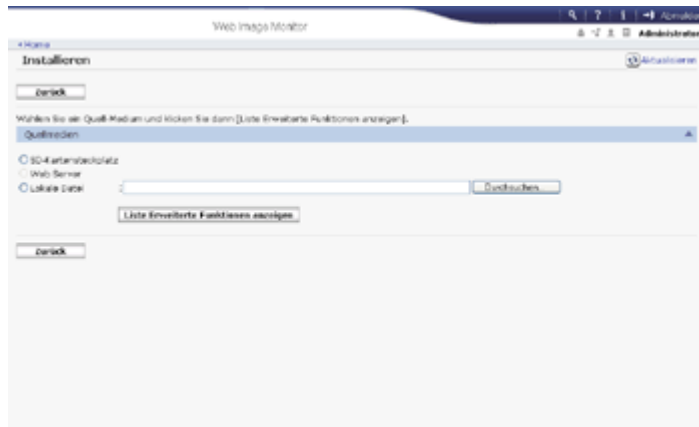 Abmelden
Web Image Monitor
Administrator
Home
Installieren
Aktualisieren
Zurück
Wählen Sie ein Quell-Medium und klicken Sie dann [Liste Erweiterte Funktionen anzeigen].
Quellmedien
SD-Kartensteckplatz
Web Server
Lokale Datei :
Durchsuchen...
Liste Erweiterte Funktionen anzeigen
Zurück